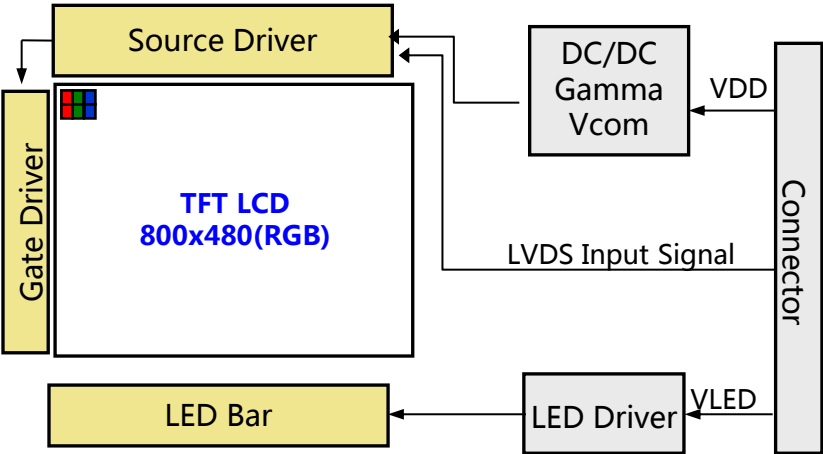 Source Driver
DC/DC
Gamma
Vcom
VDD
Gate Driver
TFT LCD
800x480(RGB)
LVDS Input Signal
Connector
LED Bar
LED Driver
VLED